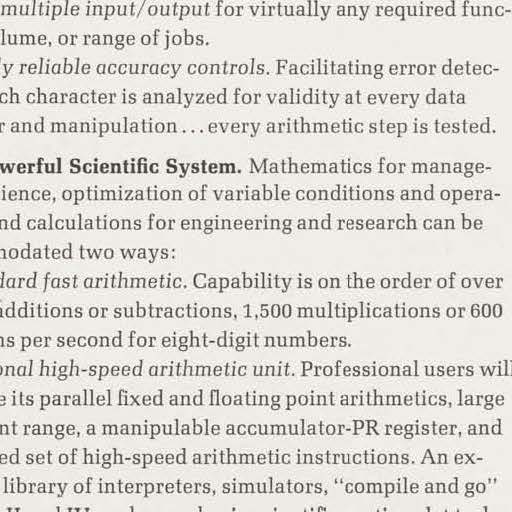 multiple input/output for virtually any required func-
lume, or range of jobs.
y reliable accuracy controls. Facilitating error detec-
ch character is analyzed for validity at every data
r and manipulation...every arithmetic step is tested.
werful Scientific System. Mathematics for manage-
ience, optimization of variable conditions and opera-
nd calculations for engineering and research can be
nodated two ways:
dard fast arithmetic. Capability is on the order of over
additions or subtractions, 1,500 multiplications or 600
ns per second for eight-digit numbers.
onal high-speed arithmetic unit. Professional users will
e its parallel fixed and floating point arithmetics, large
nt range, a manipulable accumulator-PR register, and
ed set of high-speed arithmetic instructions. An ex-
library of interpreters, simulators, “compile and go”